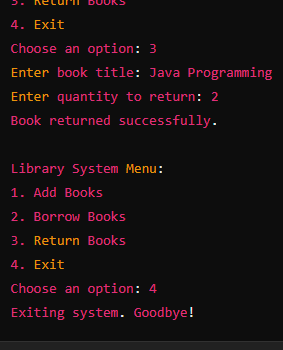 3. Return Books
4. Exit
Choose an option: 3
Enter book title: Java Programming
Enter quantity to return: 2
Book returned successfully.
Library System Menu:
1. Add Books
2. Borrow Books
3. Return Books
4. Exit
Choose an option: 4
Exiting system. Goodbye!